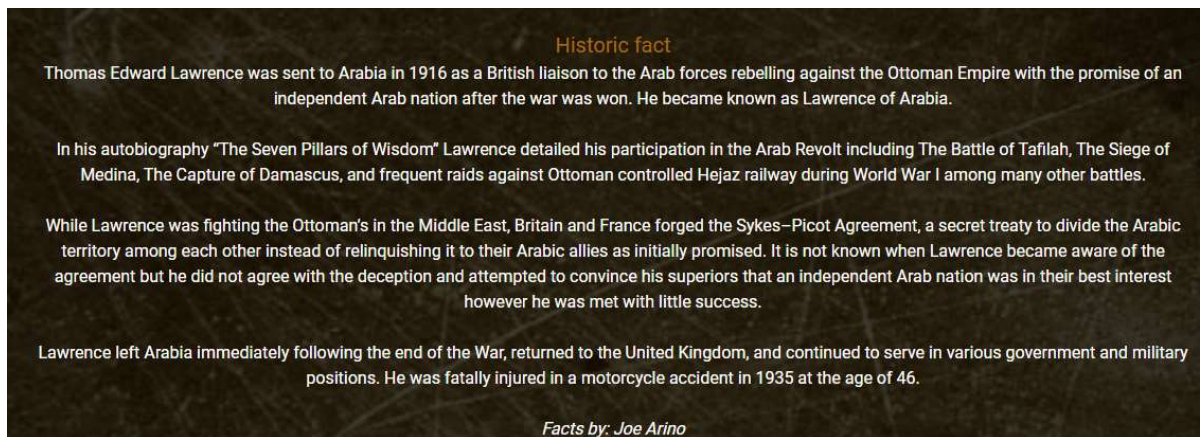 Historic fact
Thomas Edward Lawrence was sent to Arabia in 1916 as a British liaison to the Arab forces rebelling against the Ottoman Empire with the promise of an
independent Arab nation after the war was won. He became known as Lawrence of Arabia.
In his autobiography “The Seven Pillars of Wisdom” Lawrence detailed his participation in the Arab Revolt including The Battle of Tafilah, The Siege of
Medina, The Capture of Damascus, and frequent raids against Ottoman controlled Hejaz railway during World War I among many other battles.
While Lawrence was fighting the Ottoman’s in the Middle East, Britain and France forged the Sykes–Picot Agreement, a secret treaty to divide the Arabic
territory among each other instead of relinquishing it to their Arabic allies as initially promised. It is not known when Lawrence became aware of the
agreement but he did not agree with the deception and attempted to convince his superiors that an independent Arab nation was in their best interest
however he was met with little success.
Lawrence left Arabia immediately following the end of the War, returned to the United Kingdom, and continued to serve in various government and military
positions. He was fatally injured in a motorcycle accident in 1935 at the age of 46.
Facts by: Joe Arino